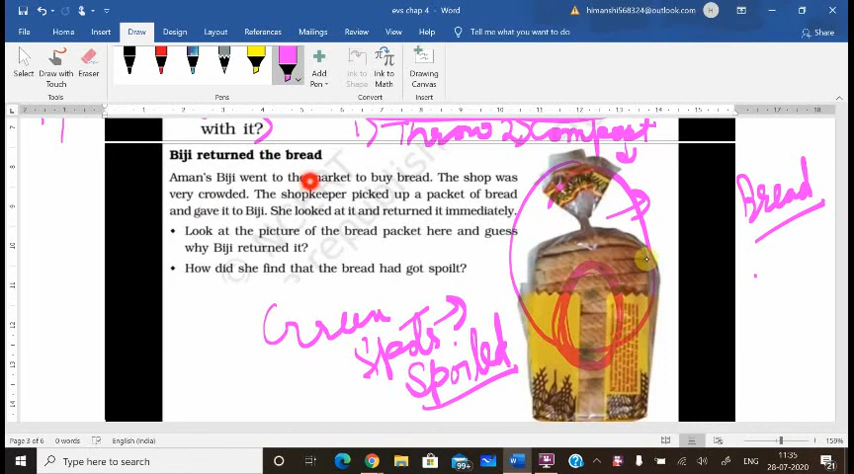 evs chap 4 - Word
himanshi568324@outlook.com
H
File Home Insert Draw Design Layout References Mailings Review View Help Tell me what you want to do Share
Select
Draw with Touch
Eraser
Add Pen
Ink to Shape
Ink to Math
Drawing Canvas
Tools Pens Convert Insert
with it?
1) Throw 2) Compost
Biji returned the bread
Aman's Biji went to the market to buy bread. The shop was
very crowded. The shopkeeper picked up a packet of bread
and gave it to Biji. She looked at it and returned it immediately.
• Look at the picture of the bread packet here and guess
why Biji returned it?
• How did she find that the bread had got spoilt?
Bread
Green
Spots
Spoiled
Page 3 of 6 0 words English (India) 150%
Type here to search
99+
ENG
11:35
28-07-2020
21